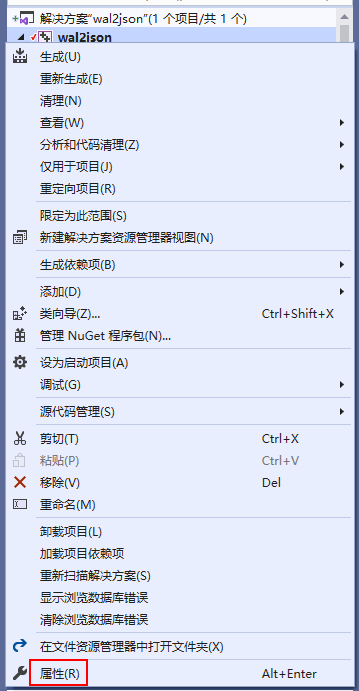 解决方案"wal2json"(1 个项目/共 1 个)
wal2json
生成(U)
重新生成(E)
清理(N)
查看(W)
分析和代码清理(Z)
仅用于项目(J)
重定向项目(R)
限定为此范围(S)
新建解决方案资源管理器视图(N)
生成依赖项(B)
添加(D)
类向导(Z)... Ctrl+Shift+X
管理 NuGet 程序包(N)...
设为启动项目(A)
调试(G)
源代码管理(S)
剪切(T) Ctrl+X
粘贴(P) Ctrl+V
移除(V) Del
重命名(M)
卸载项目(L)
加载项目依赖项
重新扫描解决方案(S)
显示浏览数据库错误
清除浏览数据库错误
在文件资源管理器中打开文件夹(X)
属性(R) Alt+Enter